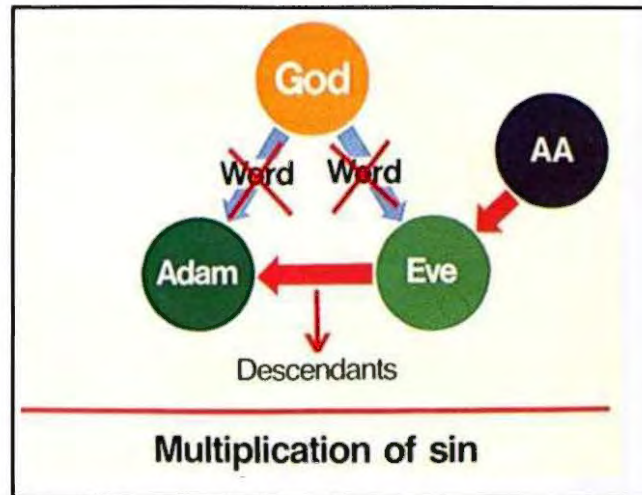 God
AA
Word Word
Adam
Eve
Descendants
Multiplication of sin